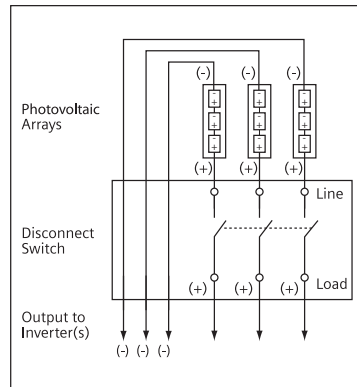 (-) (-) (-)
- + - + - +
Photovoltaic
Arrays
- + - + - +
- + - + - +
(+) (+) (+)
Line
Disconnect
Switch
(+) (+) (+) Load
Output to
Inverter(s)
(-) (-) (-)